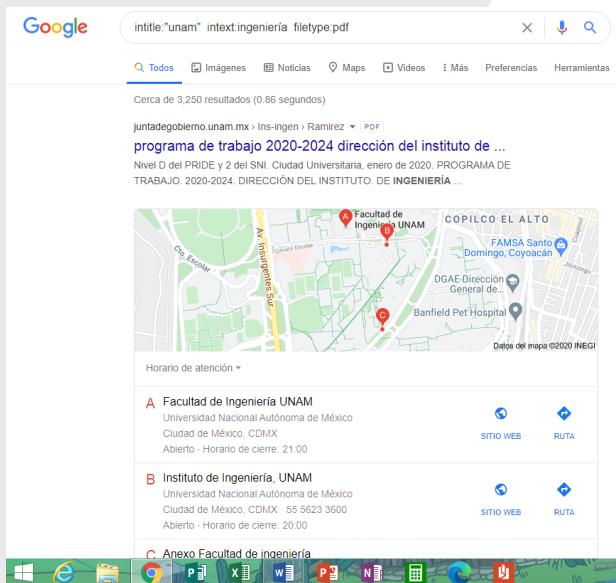 Google
intitle:"unam" intext:ingeniería filetype:pdf
Todos Imágenes Noticias Maps Videos Más Preferencias Herramientas
Cerca de 3,250 resultados (0.86 segundos)
juntadegobierno.unam.mx › Ins-ingen › Ramirez PDF
programa de trabajo 2020-2024 dirección del instituto de ...
Nivel D del PRIDE y 2 del SNI. Ciudad Universitaria, enero de 2020. PROGRAMA DE
TRABAJO. 2020-2024. DIRECCIÓN DEL INSTITUTO. DE INGENIERÍA ...
A Facultad de
Ingeniería UNAM
B
COPILCO EL ALTO
Av. Insurgentes Sur
Cto. Escolar
FAMSA Santo
Domingo, Coyoacán
DGAE-Dirección
General de...
Banfield Pet Hospital
C
Datos del mapa ©2020 INEGI
Horario de atención
A Facultad de Ingeniería UNAM
Universidad Nacional Autónoma de México
Ciudad de México, CDMX
Abierto · Horario de cierre: 21:00
SITIO WEB RUTA
B Instituto de Ingeniería, UNAM
Universidad Nacional Autónoma de México
Ciudad de México, CDMX · 55 5623 3600
Abierto · Horario de cierre: 20:00
SITIO WEB RUTA
C Anexo Facultad de ingeniería